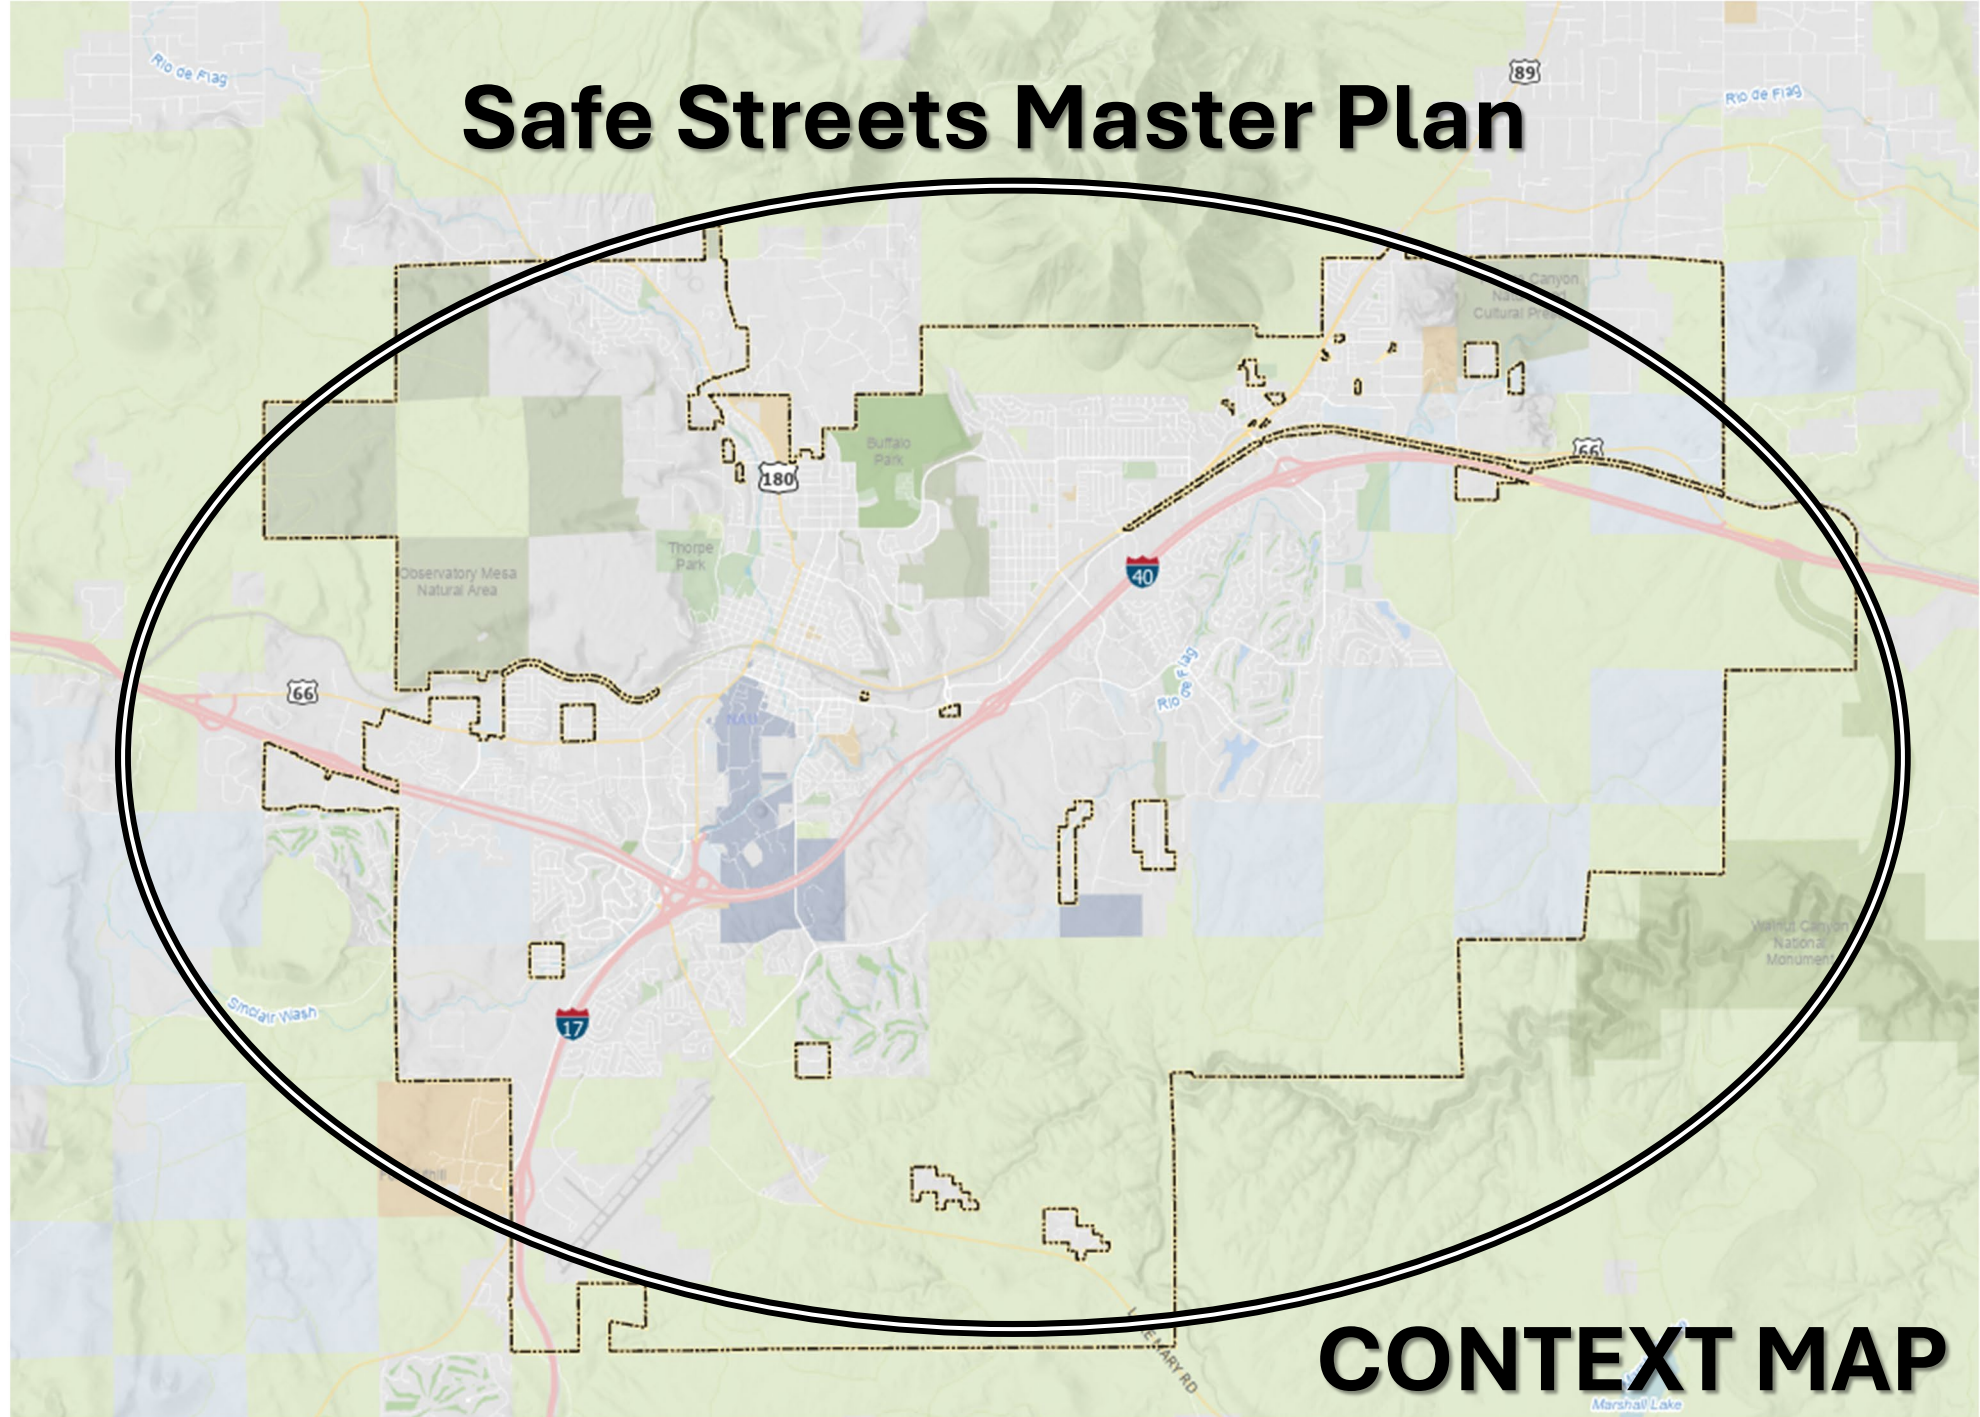 Rio de Flag
89
Rio de Flag
Safe Streets Master Plan
Canyon
Cultural
Buffalo
Park
66
180
Thorpe
Park
Observatory Mesa
Natural Area
40
66
Rio de Flag
NAU
Walnut Canyon
National
Monument
Sinclair Wash
17
MARY RD
CONTEXT MAP
Marshall Lake